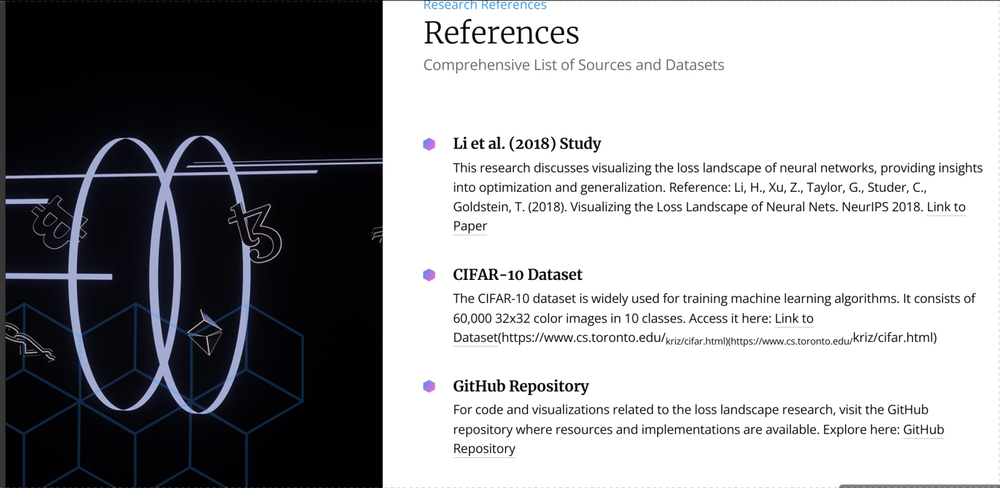 Research References
References
Comprehensive List of Sources and Datasets
Li et al. (2018) Study
This research discusses visualizing the loss landscape of neural networks, providing insights
into optimization and generalization. Reference: Li, H., Xu, Z., Taylor, G., Studer, C.,
Goldstein, T. (2018). Visualizing the Loss Landscape of Neural Nets. NeurIPS 2018. Link to
Paper
CIFAR-10 Dataset
The CIFAR-10 dataset is widely used for training machine learning algorithms. It consists of
60,000 32x32 color images in 10 classes. Access it here: Link to
Dataset(https://www.cs.toronto.edu/kriz/cifar.html)(https://www.cs.toronto.edu/kriz/cifar.html)
GitHub Repository
For code and visualizations related to the loss landscape research, visit the GitHub
repository where resources and implementations are available. Explore here: GitHub
Repository